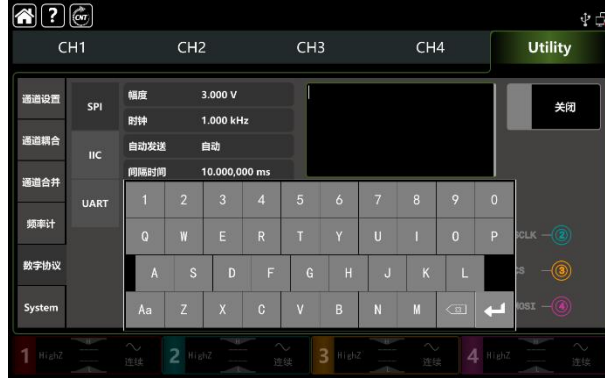 ? CNT
CH1 CH2 CH3 CH4 Utility
通道设置
通道耦合
通道合并
频率计
数字协议
System
SPI
IIC
UART
幅度 3.000 V
时钟 1.000 kHz
自动发送 自动
间隔时间 10.000,000 ms
关闭
1 2 3 4 5 6 7 8 9 0
Q W E R T Y U I O P
A S D F G H J K L
Aa Z X C V B N M
SCLK 2
CS 3
MOSI 4
1 HighZ 连续 2 HighZ 连续 3 HighZ 连续 4 HighZ 连续